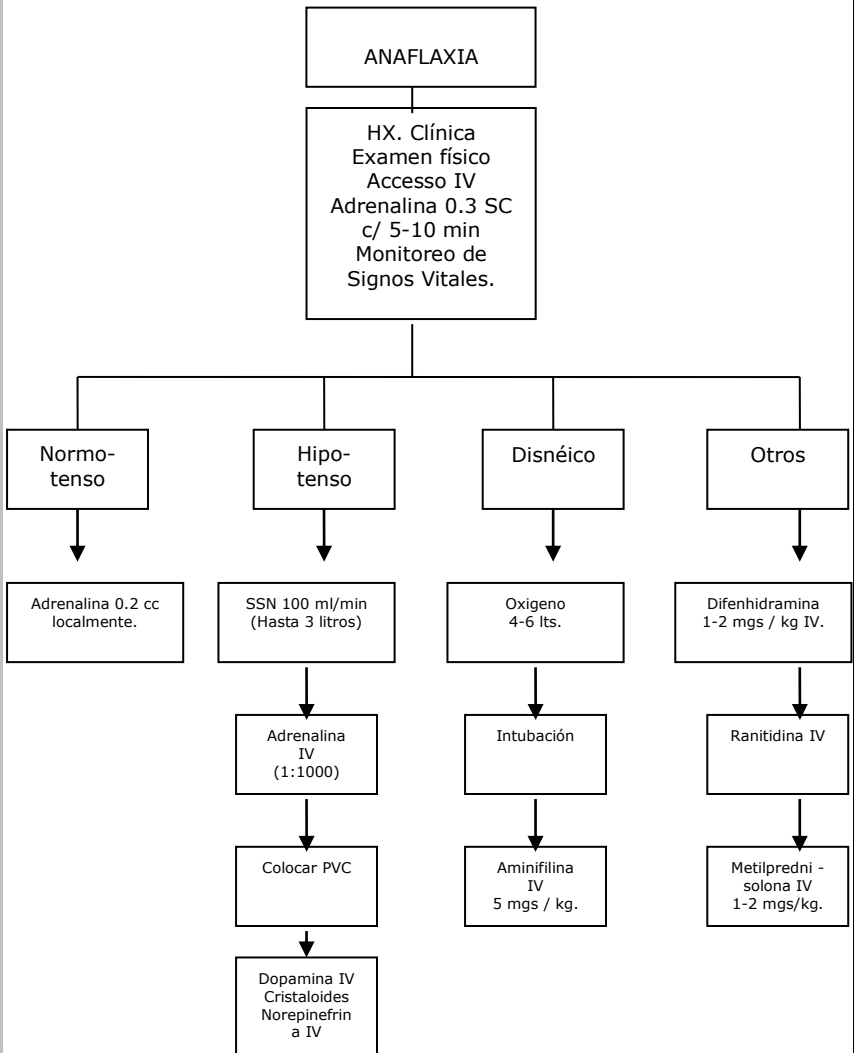 ANAFLAXIA
HX. Clínica
Examen físico
Accesso IV
Adrenalina 0.3 SC
c/ 5-10 min
Monitoreo de
Signos Vitales.
Normo-
tenso
Hipo-
tenso
Disnéico
Otros
Adrenalina 0.2 cc
localmente.
SSN 100 ml/min
(Hasta 3 litros)
Oxigeno
4-6 lts.
Difenhidramina
1-2 mgs / kg IV.
Adrenalina
IV
(1:1000)
Intubación
Ranitidina IV
Colocar PVC
Aminifilina
IV
5 mgs / kg.
Metilpredni -
solona IV
1-2 mgs/kg.
Dopamina IV
Cristaloides
Norepinefrin
a IV